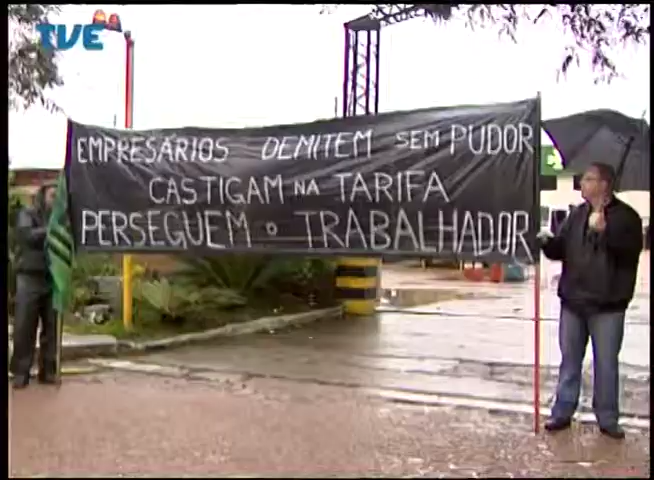 TVE
EMPRESÁRIOS DEMITEM SEM PUDOR
CASTIGAM NA TARIFA
PERSEGUEM O TRABALHADOR